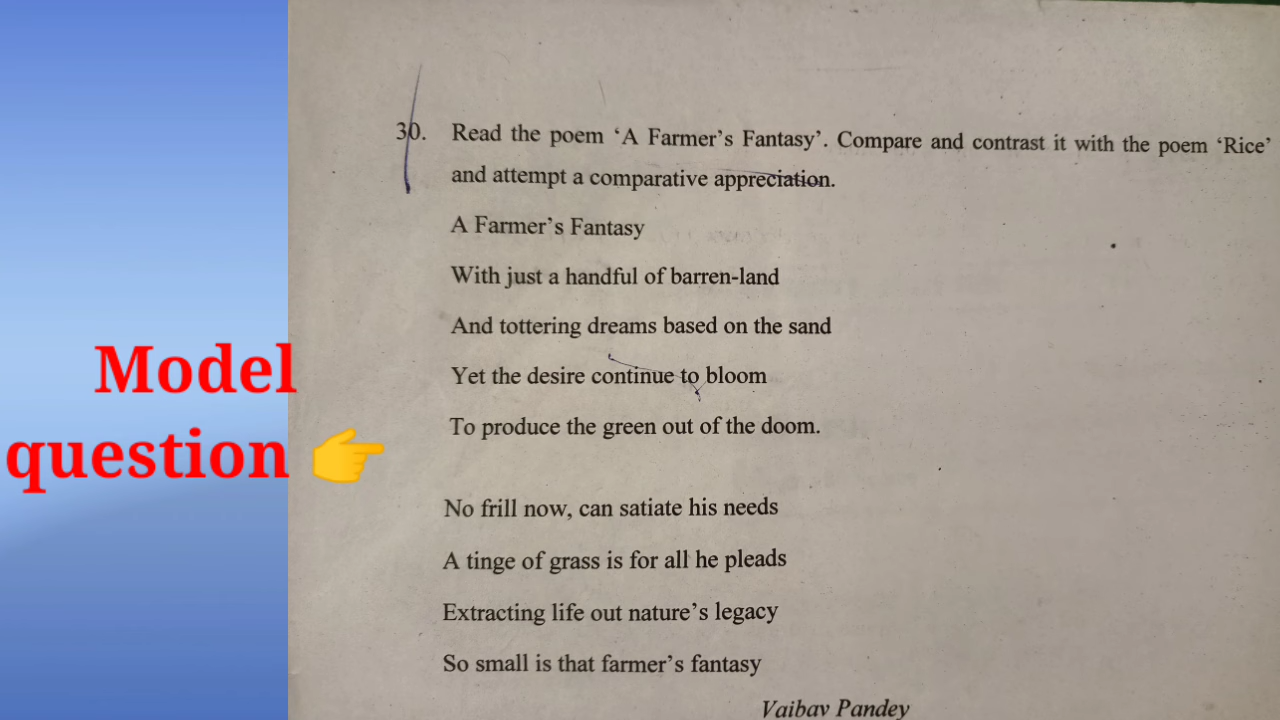 Model
question 👉
30. Read the poem ‘A Farmer’s Fantasy’. Compare and contrast it with the poem ‘Rice’
and attempt a comparative appreciation.
A Farmer’s Fantasy
With just a handful of barren-land
And tottering dreams based on the sand
Yet the desire continue to bloom
To produce the green out of the doom.
No frill now, can satiate his needs
A tinge of grass is for all he pleads
Extracting life out nature’s legacy
So small is that farmer’s fantasy
Vaibav Pandey